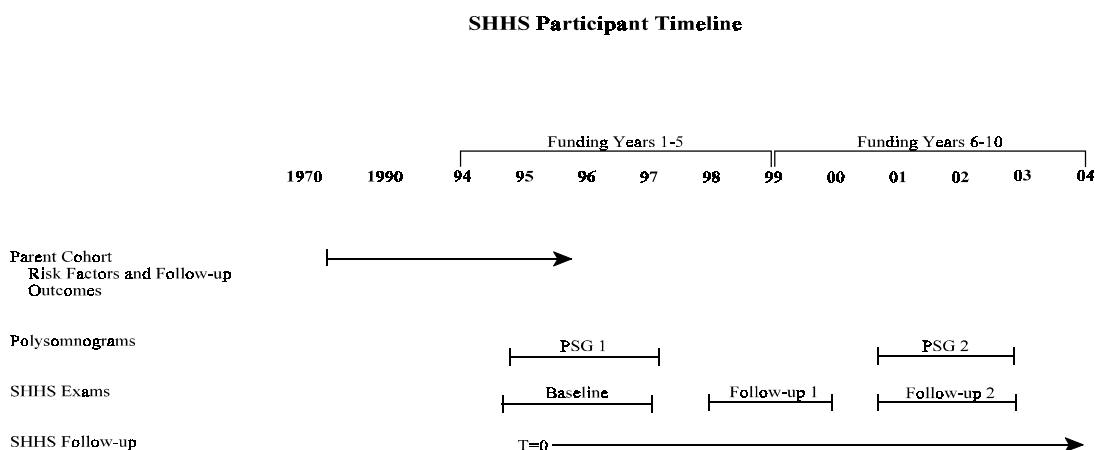 SHHS Participant Timeline
Funding Years 1-5 Funding Years 6-10
1970 1990 94 95 96 97 98 99 00 01 02 03 04
Parent Cohort
Risk Factors and Follow-up
Outcomes
Polysomnograms PSG 1 PSG 2
SHHS Exams Baseline Follow-up 1 Follow-up 2
SHHS Follow-up T=0